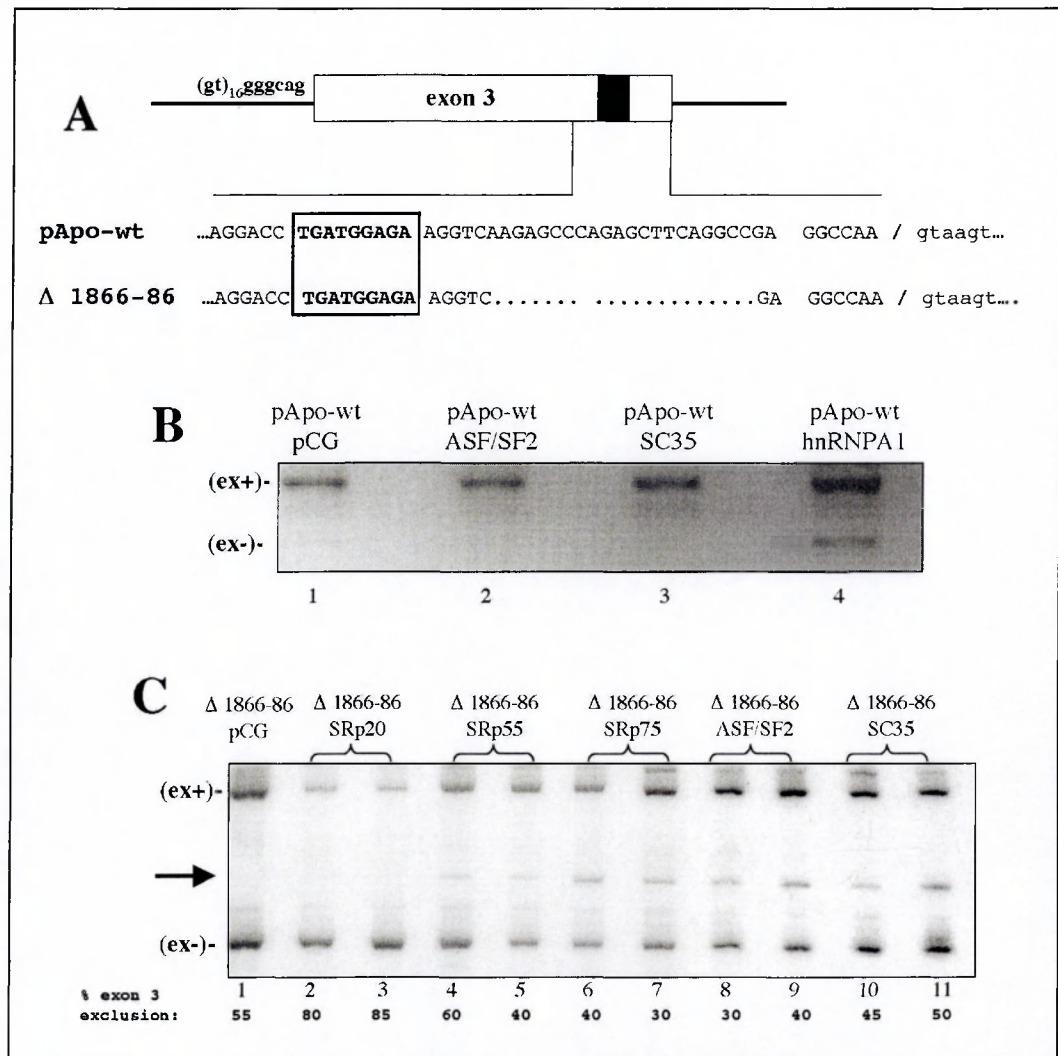 A
(gt)16gggcag
exon 3
pApo-wt ...AGGACC TGATGGAGA AGGTCAAGAGCCCAGAGCTTCAGGCCGA GGCCAA / gtaagt...
Δ 1866-86 ...AGGACC TGATGGAGA AGGTC....... ................GA GGCCAA / gtaagt....
B
pApo-wt pApo-wt pApo-wt pApo-wt
pCG ASF/SF2 SC35 hnRNPA1
(ex+)-
(ex-)-
1 2 3 4
C
Δ 1866-86 Δ 1866-86 Δ 1866-86 Δ 1866-86 Δ 1866-86 Δ 1866-86
pCG SRp20 SRp55 SRp75 ASF/SF2 SC35
(ex+)-
(ex-)-
1 2 3 4 5 6 7 8 9 10 11
% exon 3
exclusion: 55 80 85 60 40 40 30 30 40 45 50